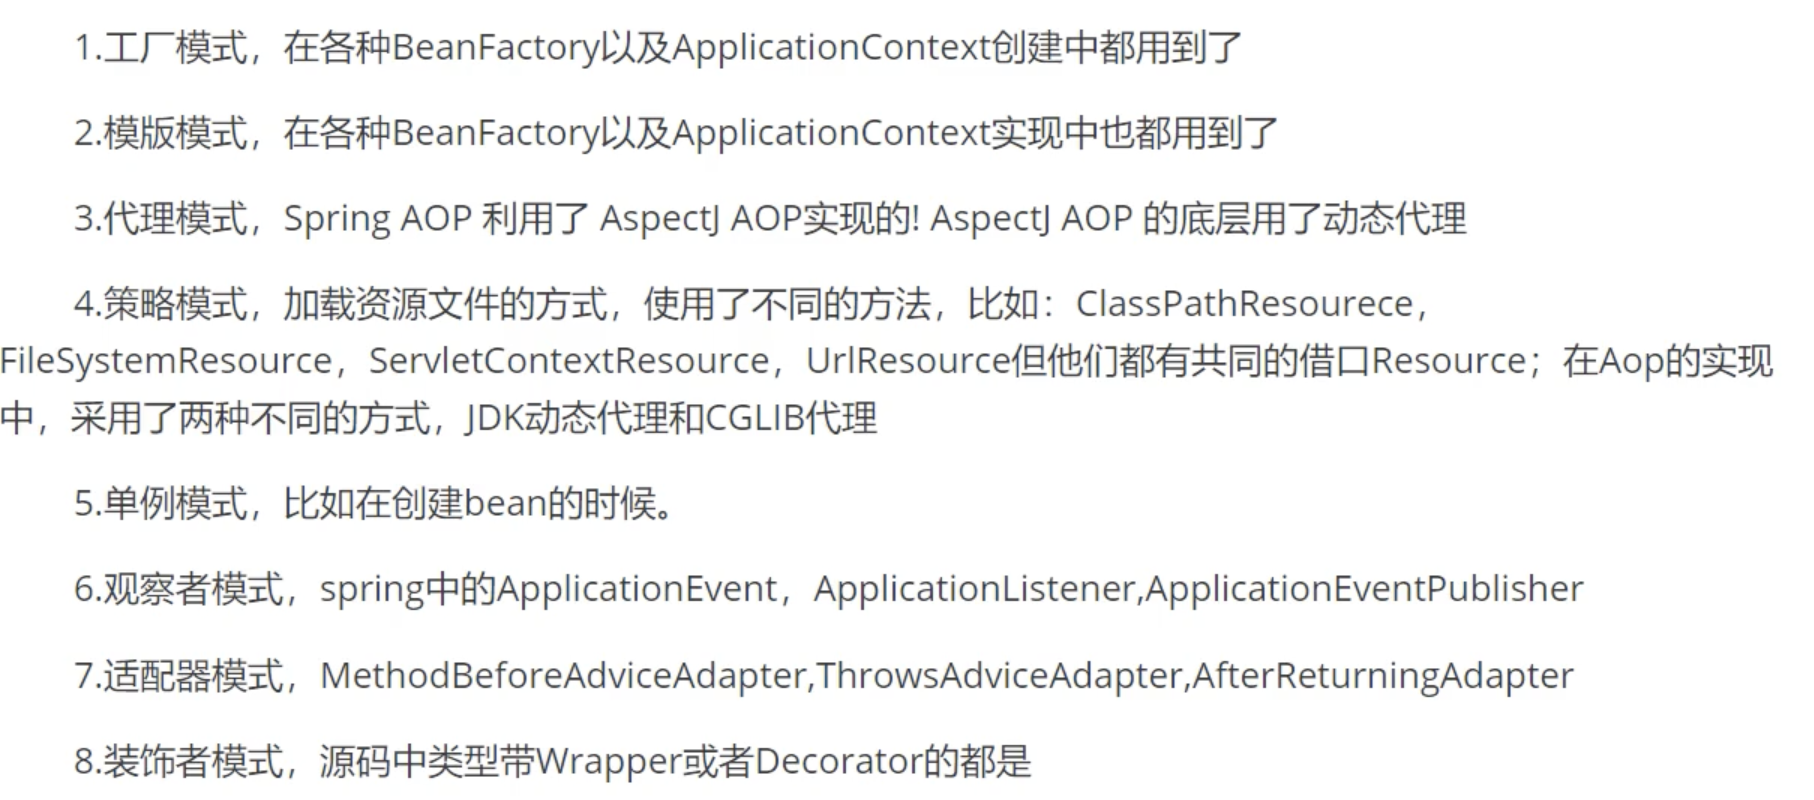 1.工厂模式，在各种BeanFactory以及ApplicationContext创建中都用到了
2.模版模式，在各种BeanFactory以及ApplicationContext实现中也都用到了
3.代理模式，Spring AOP 利用了 AspectJ AOP实现的! AspectJ AOP 的底层用了动态代理
4.策略模式，加载资源文件的方式，使用了不同的方法，比如：ClassPathResourece，
FileSystemResource，ServletContextResource，UrlResource但他们都有共同的借口Resource；在Aop的实现
中，采用了两种不同的方式，JDK动态代理和CGLIB代理
5.单例模式，比如在创建bean的时候。
6.观察者模式，spring中的ApplicationEvent，ApplicationListener,ApplicationEventPublisher
7.适配器模式，MethodBeforeAdviceAdapter,ThrowsAdviceAdapter,AfterReturningAdapter
8.装饰者模式，源码中类型带Wrapper或者Decorator的都是